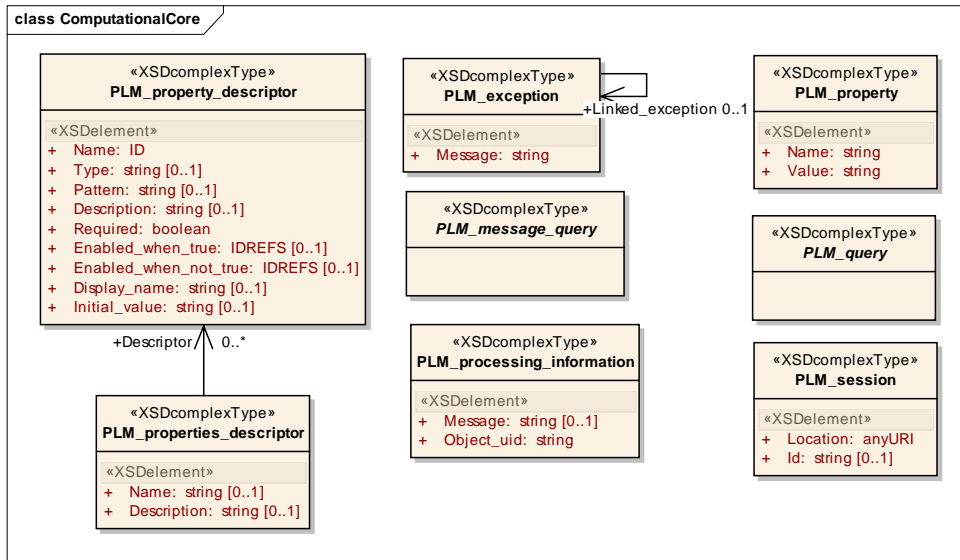 class ComputationalCore
«XSDcomplexType»
PLM_property_descriptor
«XSDelement»
+ Name: ID
+ Type: string [0..1]
+ Pattern: string [0..1]
+ Description: string [0..1]
+ Required: boolean
+ Enabled_when_true: IDREFS [0..1]
+ Enabled_when_not_true: IDREFS [0..1]
+ Display_name: string [0..1]
+ Initial_value: string [0..1]
+Descriptor 0..*
«XSDcomplexType»
PLM_properties_descriptor
«XSDelement»
+ Name: string [0..1]
+ Description: string [0..1]
«XSDcomplexType»
PLM_exception
«XSDelement»
+ Message: string
+Linked_exception 0..1
«XSDcomplexType»
PLM_message_query
«XSDcomplexType»
PLM_processing_information
«XSDelement»
+ Message: string [0..1]
+ Object_uid: string
«XSDcomplexType»
PLM_property
«XSDelement»
+ Name: string
+ Value: string
«XSDcomplexType»
PLM_query
«XSDcomplexType»
PLM_session
«XSDelement»
+ Location: anyURI
+ Id: string [0..1]